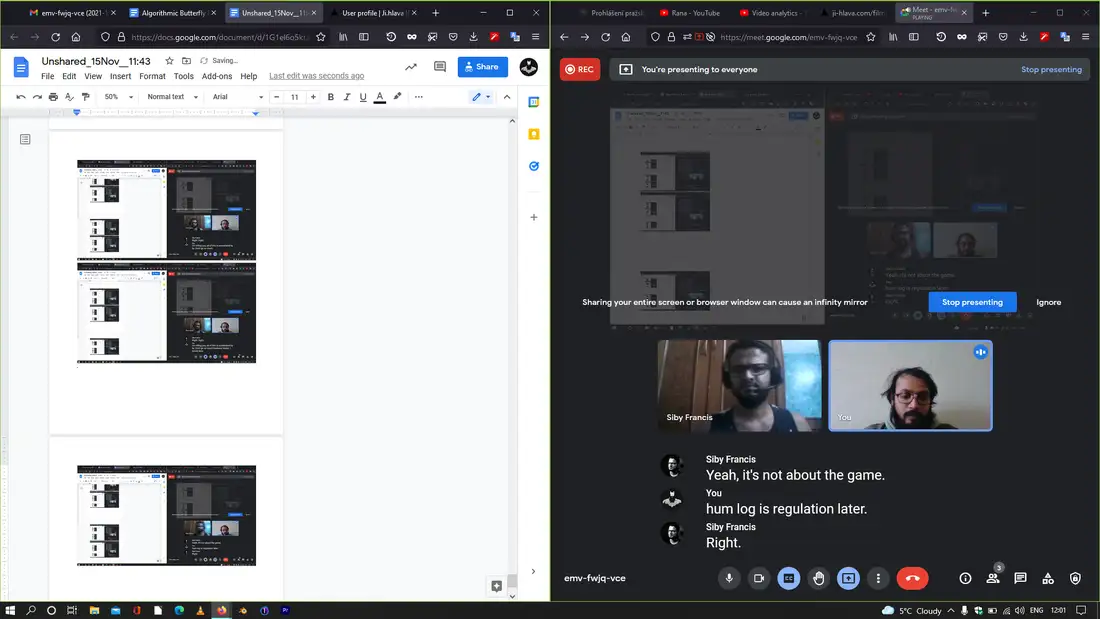 emv-fwjq-vce (2021-1
Algorithmic Butterfly
Unshared_15Nov__11:
User profile | Ji.hlava
https://docs.google.com/document/d/1G1el6o5kt
Unshared_15Nov__11:43
Saving...
File Edit View Insert Format Tools Add-ons Help Last edit was seconds ago
Share
50% Normal text Arial 11 B I U A
Prohlášení pražsk
Rana - YouTube
Video analytics -
ji-hlava.com/film
Meet - emv-fw
PLAYING
https://meet.google.com/emv-fwjq-vce
REC
You're presenting to everyone
Stop presenting
Sharing your entire screen or browser window can cause an infinity mirror
Stop presenting
Ignore
Siby Francis
You
Siby Francis
Yeah, it's not about the game.
You
hum log is regulation later.
Siby Francis
Right.
emv-fwjq-vce
CC
3
5°C Cloudy
ENG
12:01